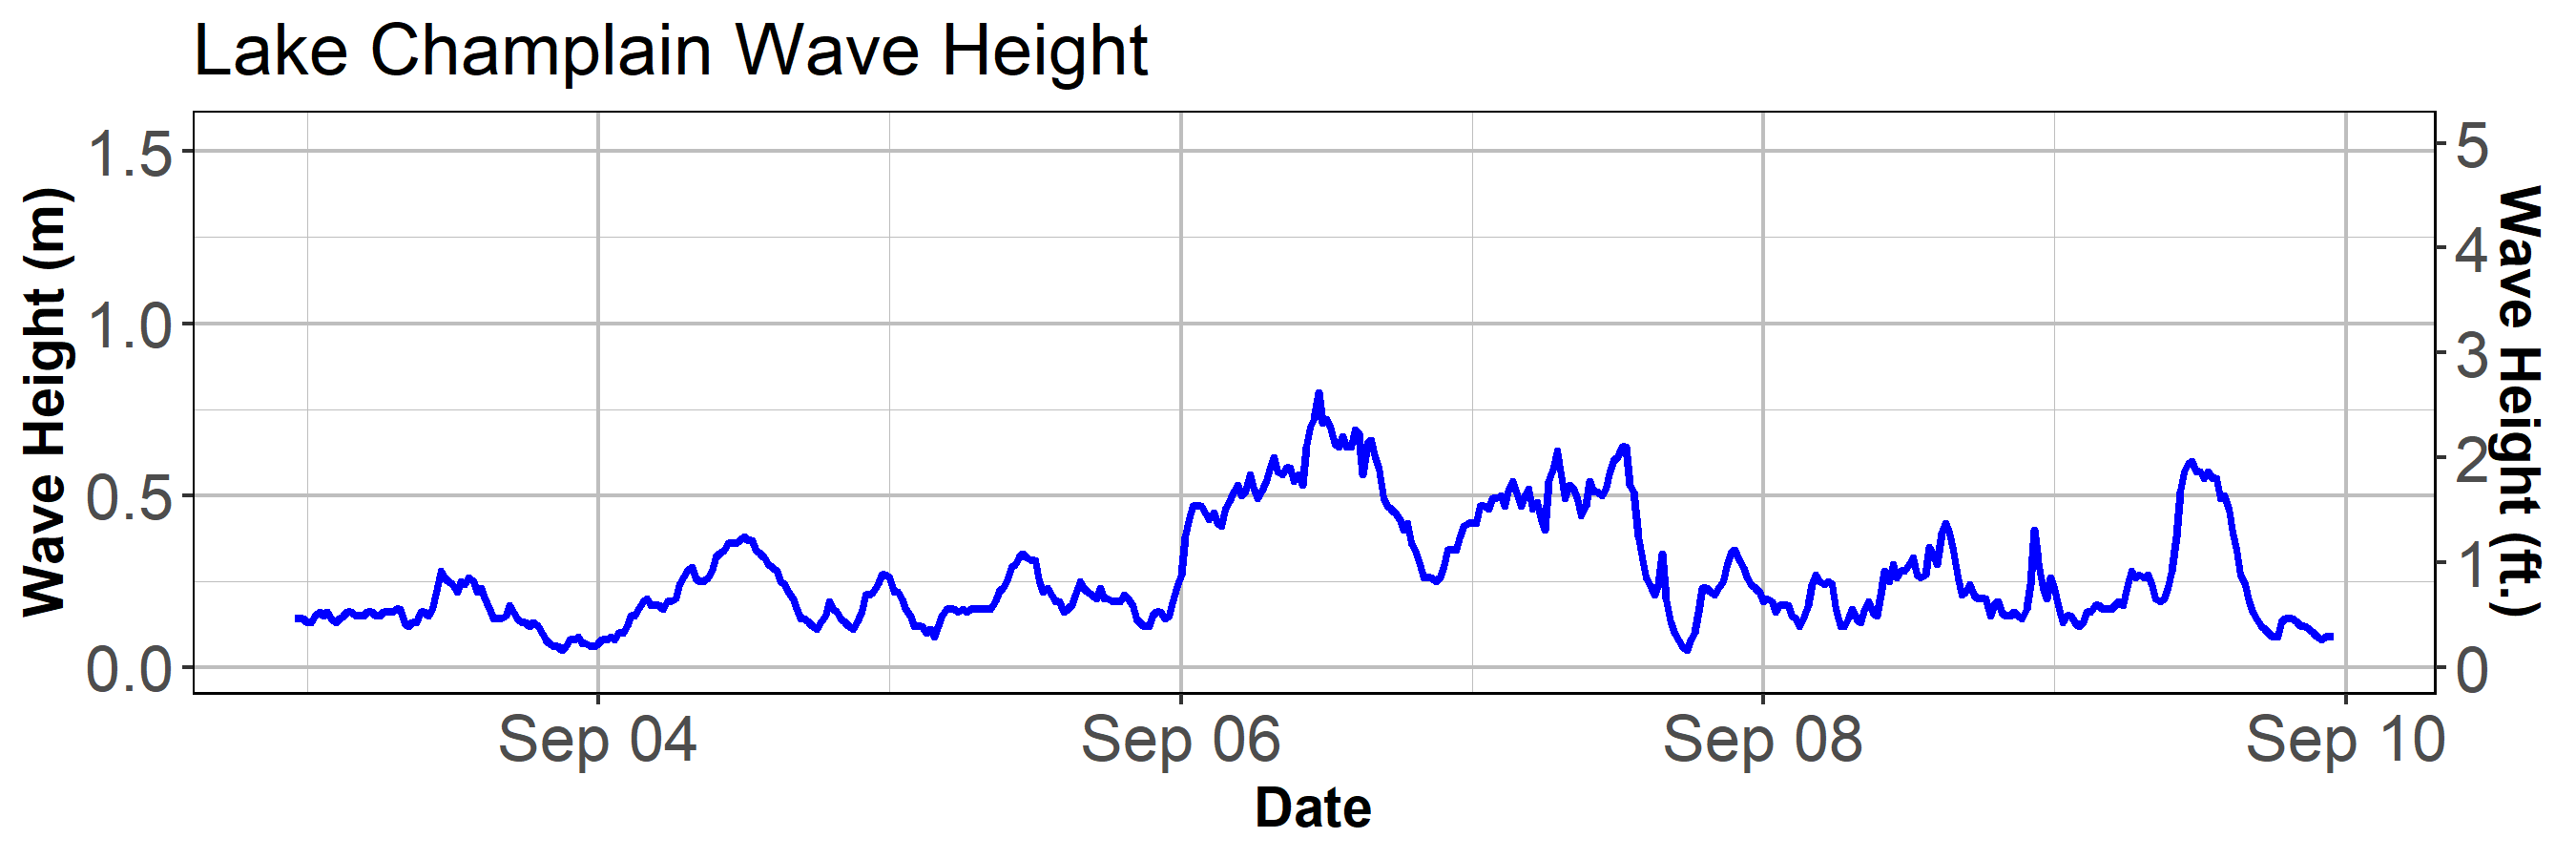 Lake Champlain Wave Height
Wave Height (m)
1.5
1.0
0.5
0.0
5
4
3
2
1
0
Wave Height (ft.)
Sep 04
Sep 06
Sep 08
Sep 10
Date